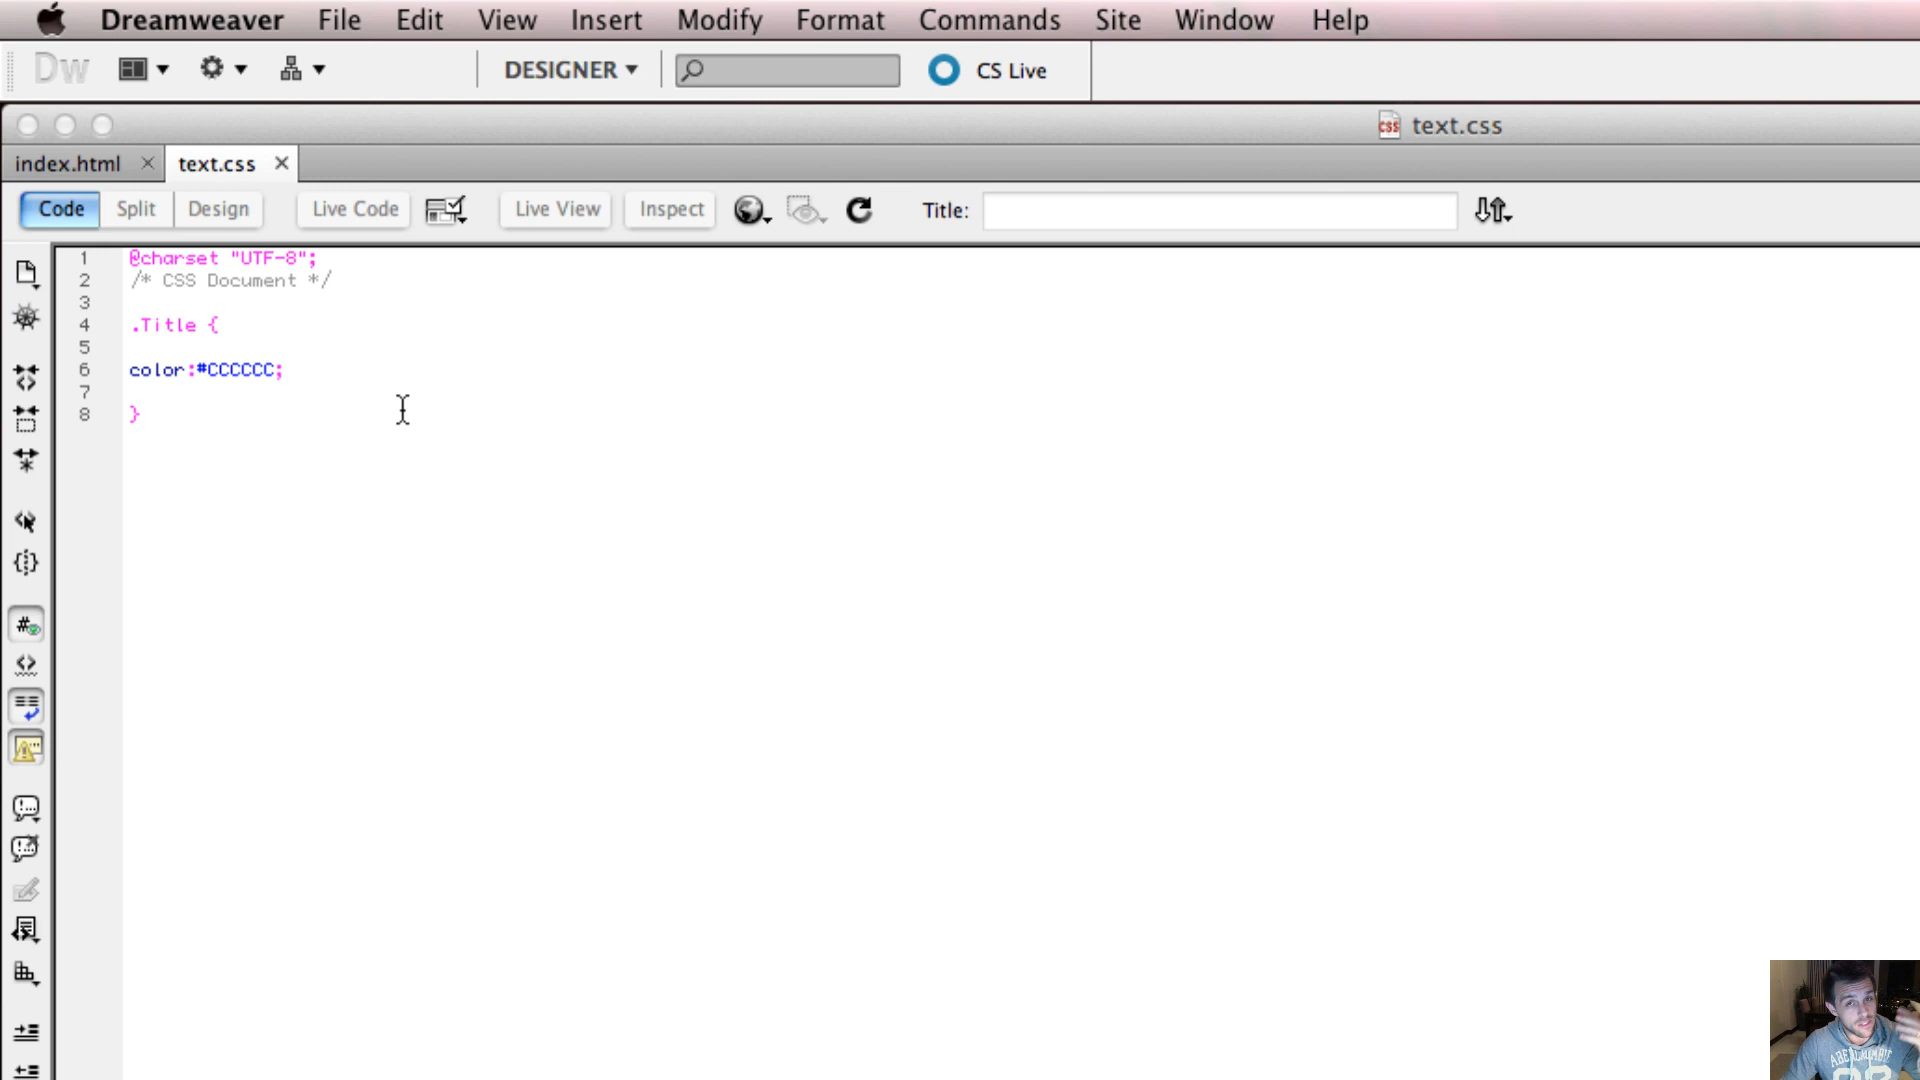 Dreamweaver File Edit View Insert Modify Format Commands Site Window Help
Dw DESIGNER CS Live
text.css
index.html text.css
Code Split Design Live Code Live View Inspect Title:
1 @charset "UTF-8";
2 /* CSS Document */
3
4 .Title {
5
6 color:#CCCCCC;
7
8 }